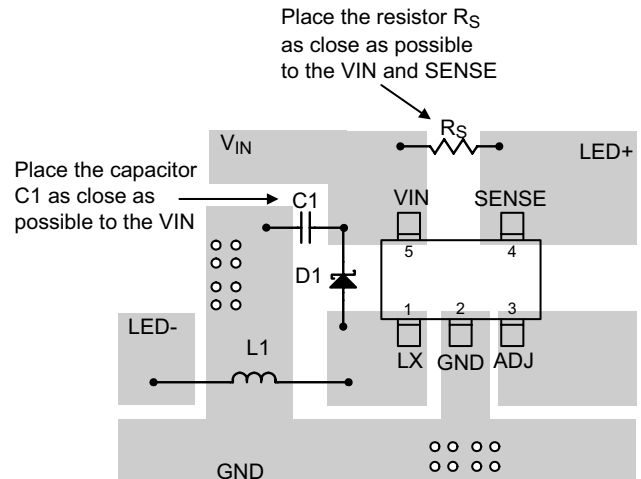 Place the resistor RS
as close as possible
to the VIN and SENSE
RS
VIN
LED+
Place the capacitor
C1 as close as
possible to the VIN
C1
VIN
SENSE
5
4
D1
1
2
3
LED-
L1
LX
GND
ADJ
GND